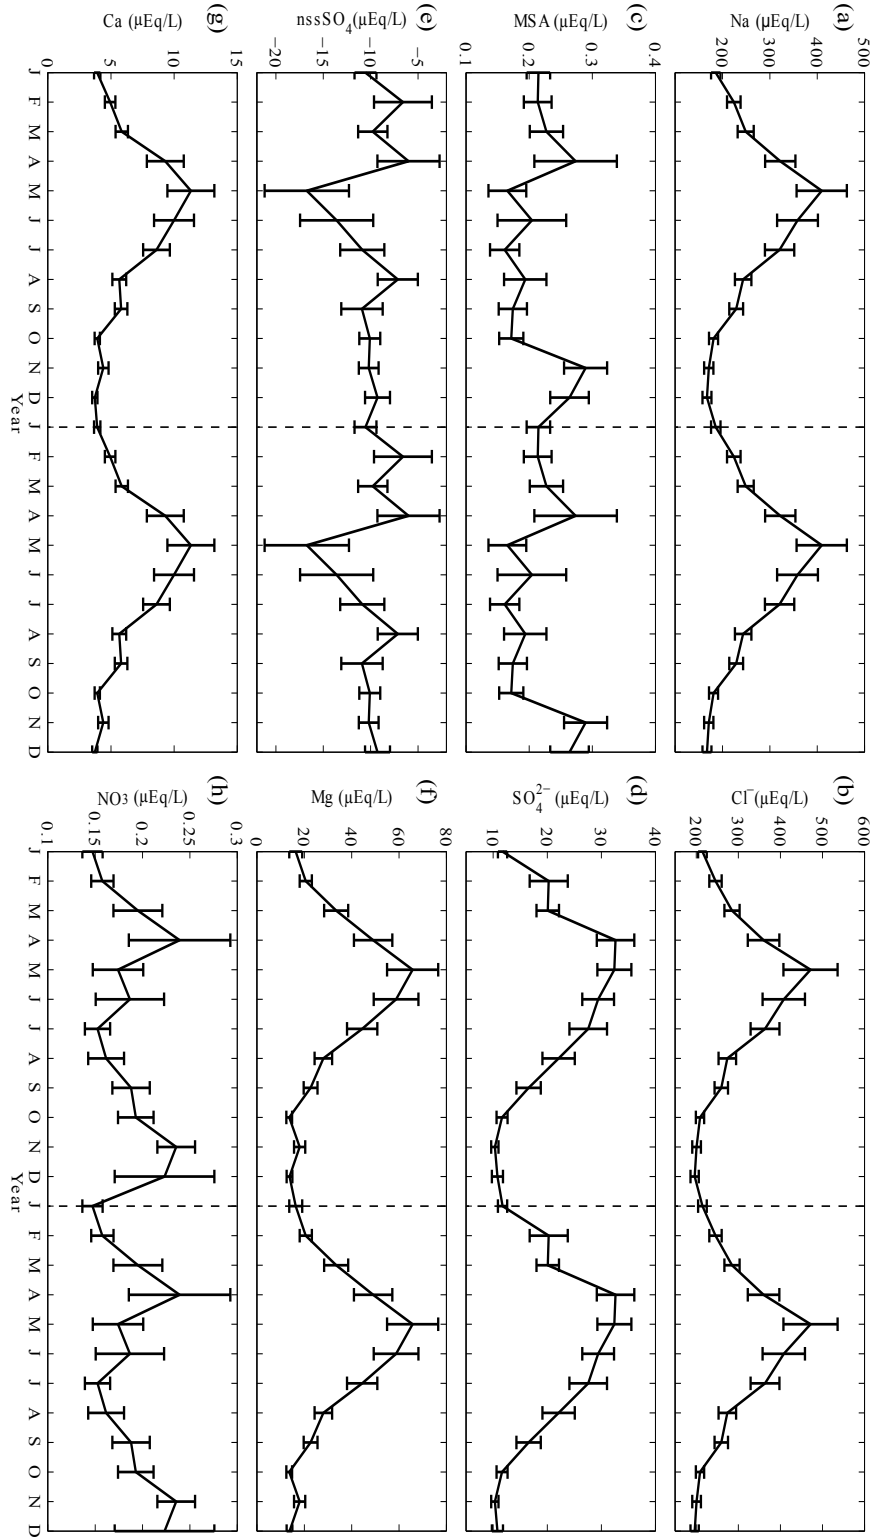 (a)
Na (μEq/L)
500
400
300
200
(b)
Cl⁻(μEq/L)
600
500
400
300
200
(c)
MSA (μEq/L)
0.4
0.3
0.2
0.1
(d)
SO₄²⁻ (μEq/L)
40
30
20
10
(e)
nssSO₄(μEq/L)
−5
−10
−15
−20
(f)
Mg (μEq/L)
80
60
40
20
0
(g)
Ca (μEq/L)
15
10
5
0
J F M A M J J A S O N D J F M A M J J A S O N D
Year
(h)
NO3 (μEq/L)
0.3
0.25
0.2
0.15
0.1
J F M A M J J A S O N D J F M A M J J A S O N D
Year